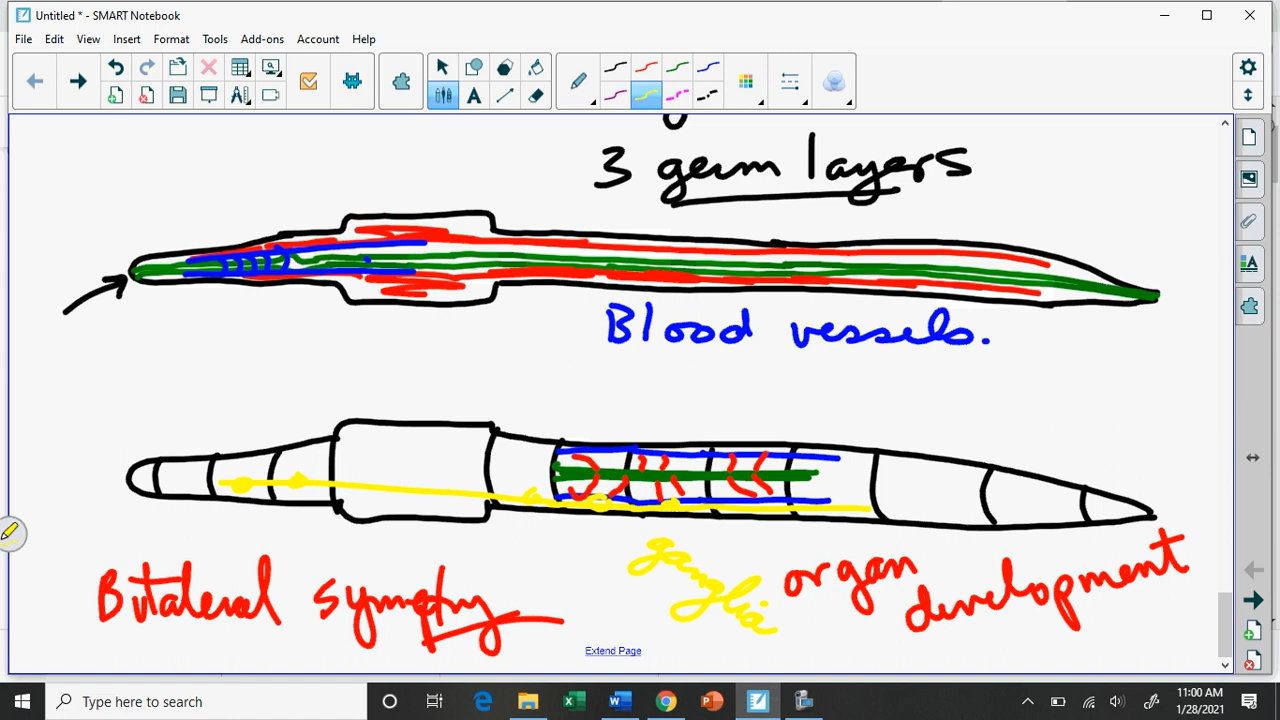 Untitled * - SMART Notebook
File Edit View Insert Format Tools Add-ons Account Help
3 germ layers
Blood vessels.
ganglia
organ
development
Bilateral symetry
Extend Page
Type here to search
11:00 AM
1/28/2021